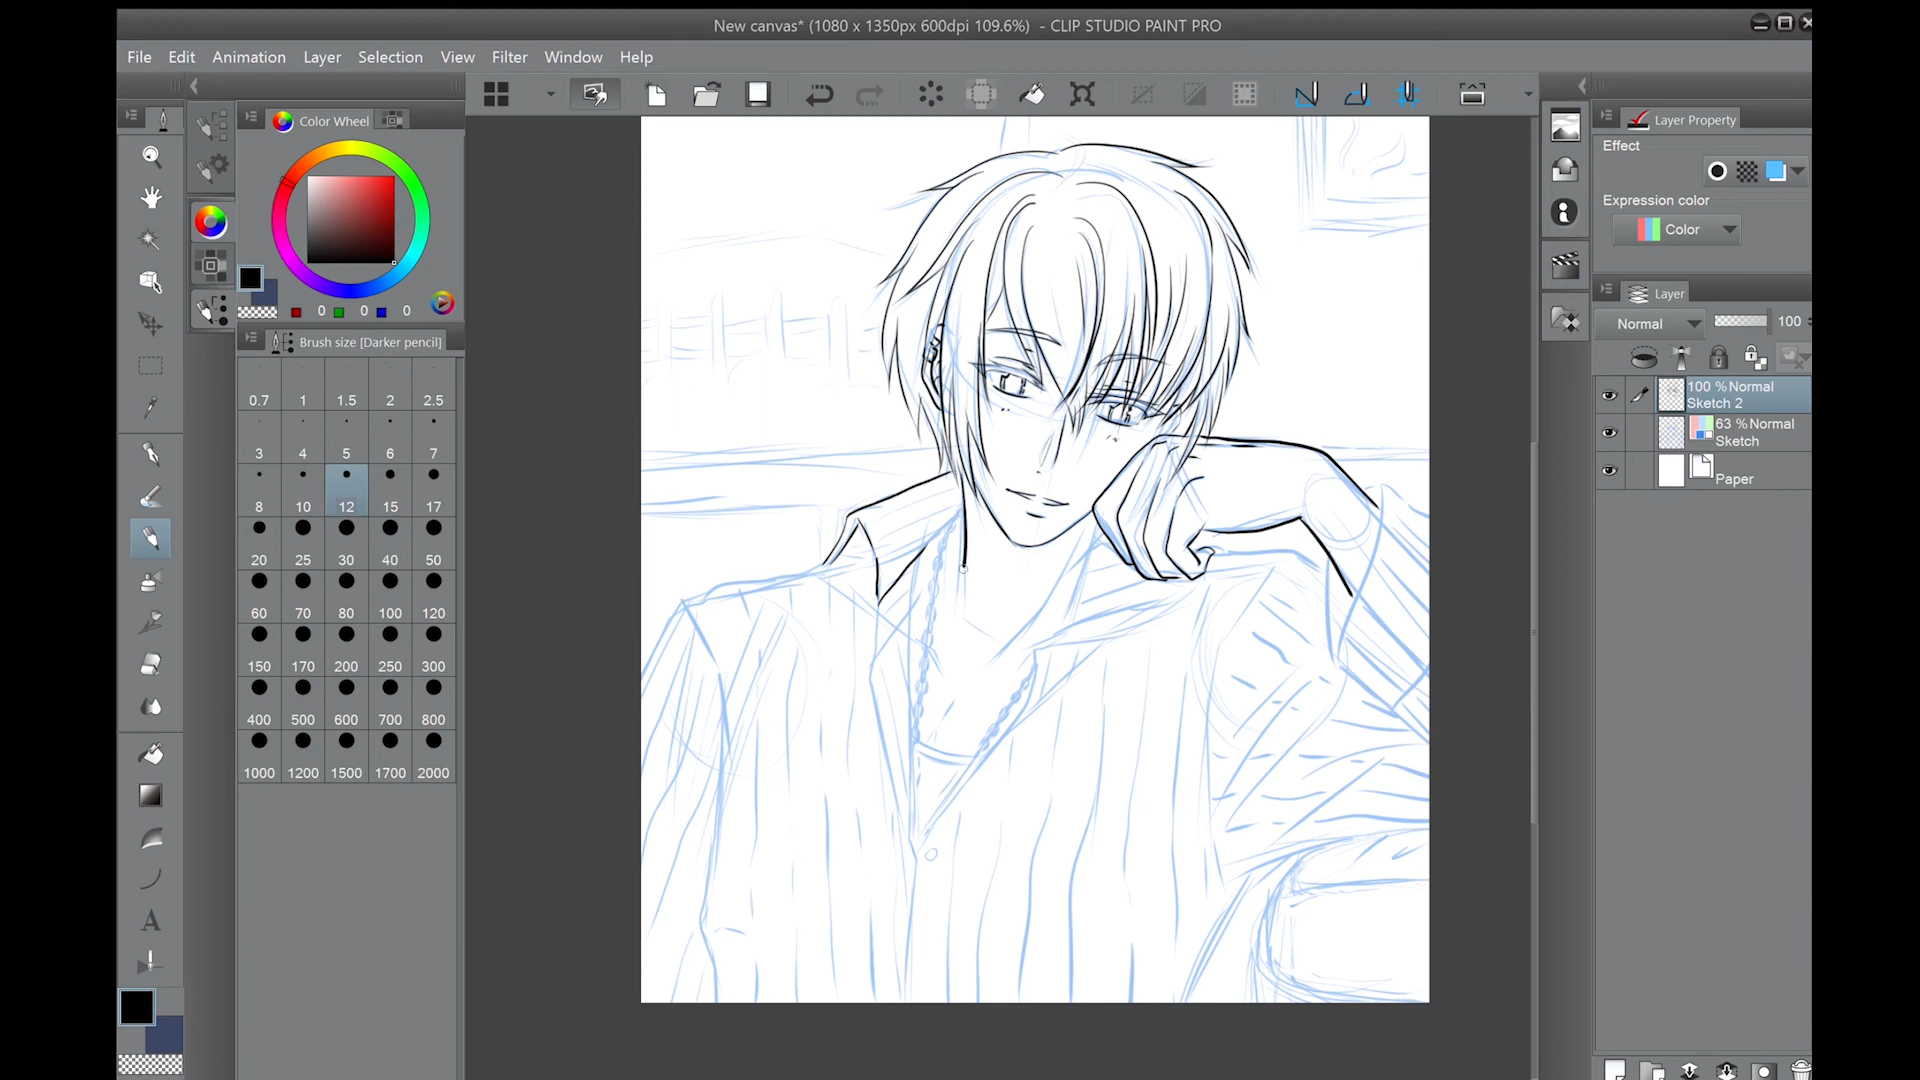 New canvas* (1080 x 1350px 600dpi 109.6%) - CLIP STUDIO PAINT PRO
File Edit Animation Layer Selection View Filter Window Help
Color Wheel
0 0 0
Brush size [Darker pencil]
0.7 1 1.5 2 2.5
3 4 5 6 7
8 10 12 15 17
20 25 30 40 50
60 70 80 100 120
150 170 200 250 300
400 500 600 700 800
1000 1200 1500 1700 2000
A
Layer Property
Effect
Expression color
Color
Layer
Normal 100
100 % Normal
Sketch 2
63 % Normal
Sketch
Paper